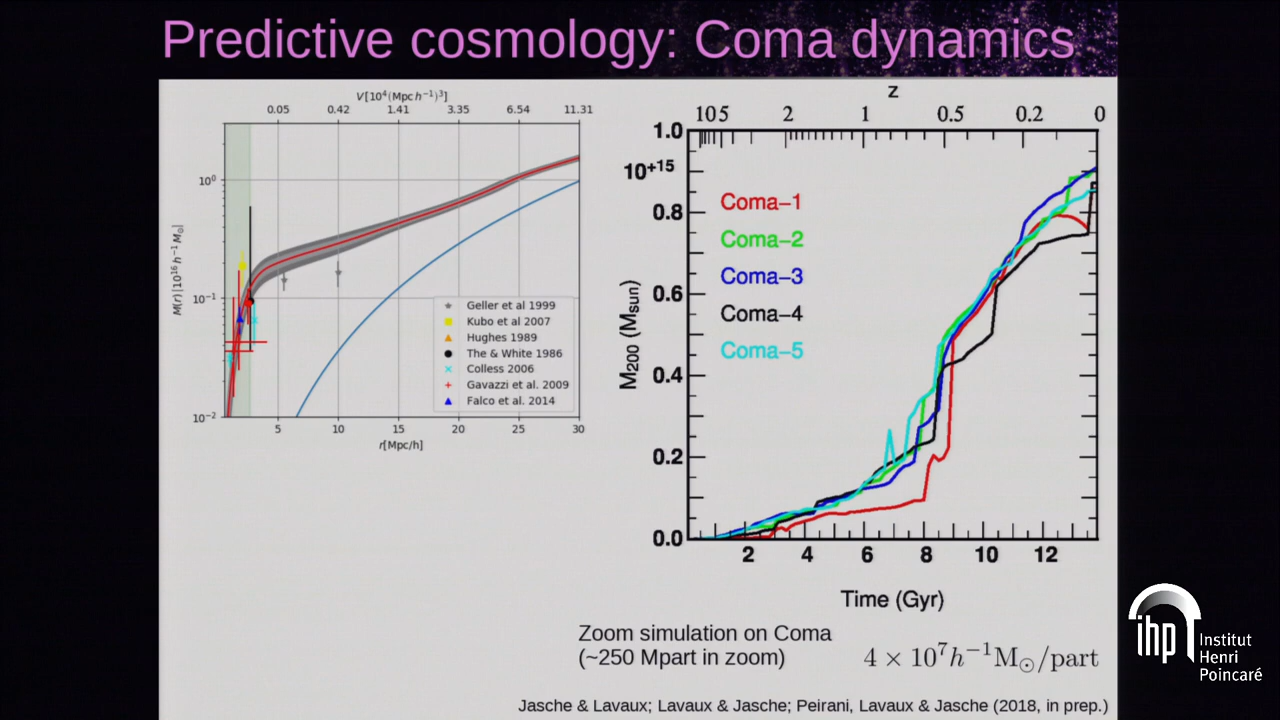 Predictive cosmology: Coma dynamics
V[10⁴(Mpc h⁻¹)³]
0.05 0.42 1.41 3.35 6.54 11.31
10⁰
10⁻¹
10⁻²
M(r) [10¹⁶ h⁻¹ M⊙]
Geller et al 1999
Kubo et al 2007
Hughes 1989
The & White 1986
Colless 2006
Gavazzi et al. 2009
Falco et al. 2014
5 10 15 20 25 30
r[Mpc/h]
z
105 2 1 0.5 0.2 0
1.0
10+15
0.8
0.6
0.4
0.2
0.0
M200 (Msun)
Coma–1
Coma–2
Coma–3
Coma–4
Coma–5
2 4 6 8 10 12
Time (Gyr)
Zoom simulation on Coma
(~250 Mpart in zoom)
4 × 10⁷h⁻¹M⊙/part
Jasche & Lavaux; Lavaux & Jasche; Peirani, Lavaux & Jasche (2018, in prep.)
ihp
Institut
Henri
Poincaré